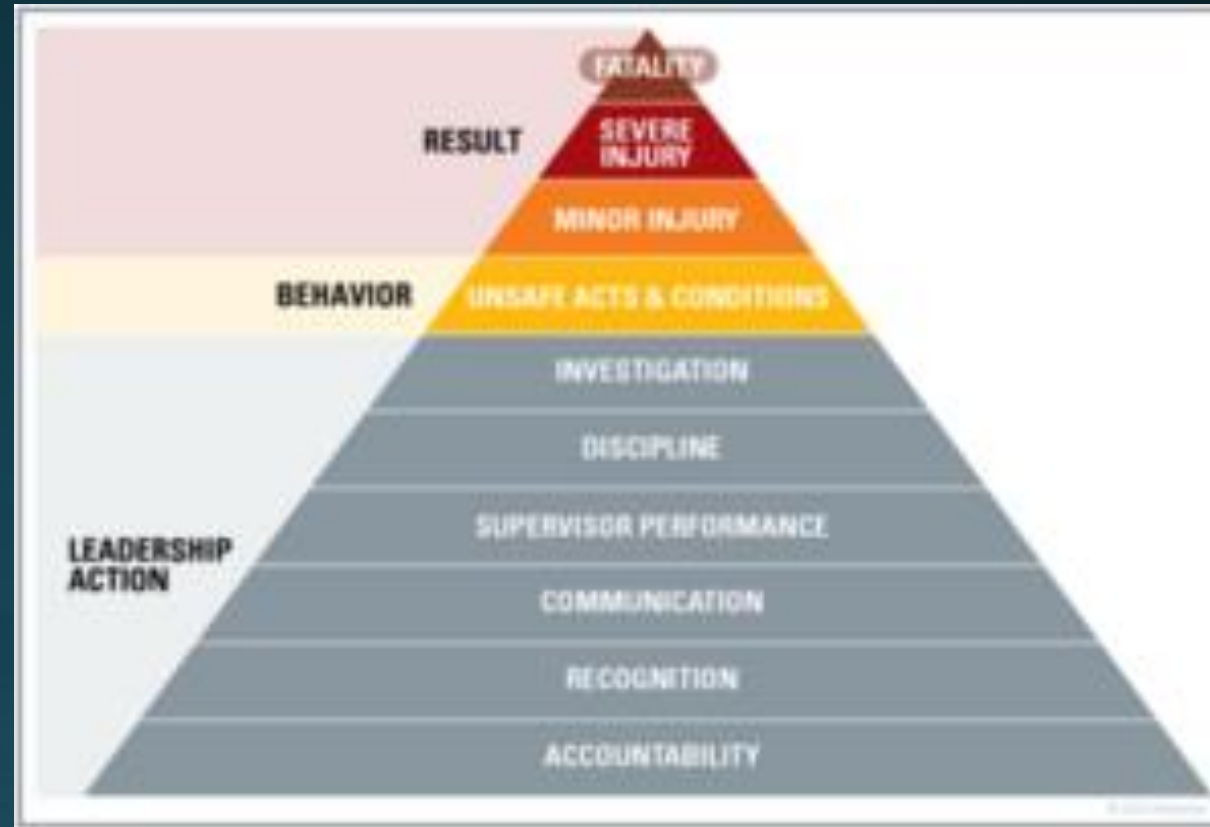 FATALITY
RESULT
SEVERE
INJURY
MINOR INJURY
BEHAVIOR
UNSAFE ACTS & CONDITIONS
INVESTIGATION
DISCIPLINE
SUPERVISOR PERFORMANCE
LEADERSHIP
ACTION
COMMUNICATION
RECOGNITION
ACCOUNTABILITY